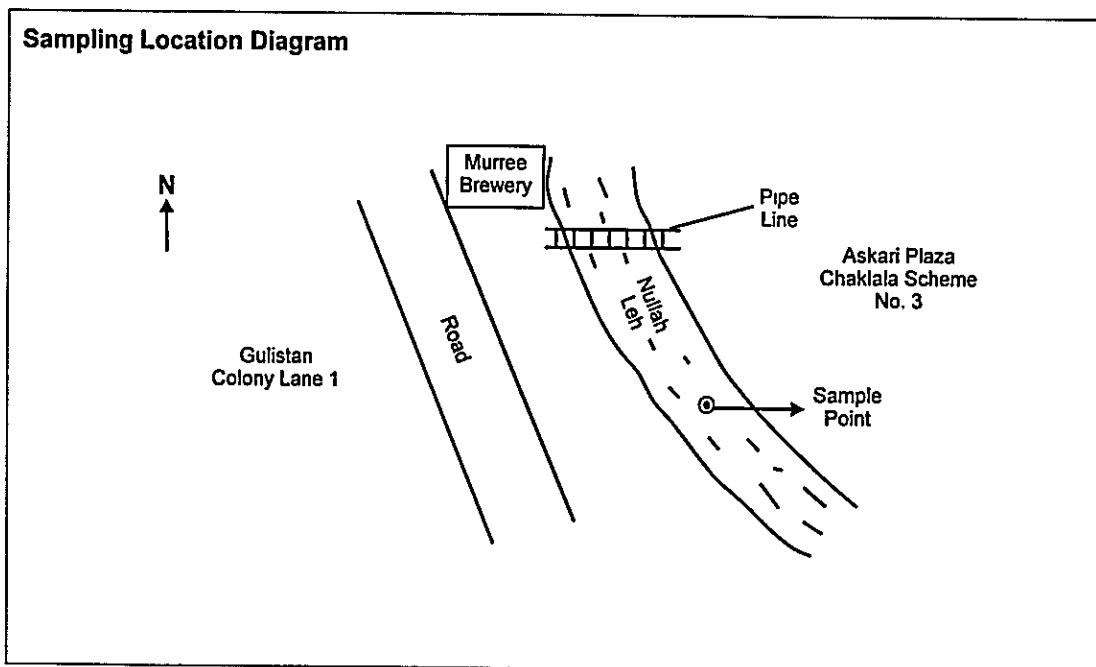 Sampling Location Diagram
N
Murree
Brewery
Pipe
Line
Askari Plaza
Chaklala Scheme
No. 3
Nullah
Leh
Road
Gulistan
Colony Lane 1
Sample
Point